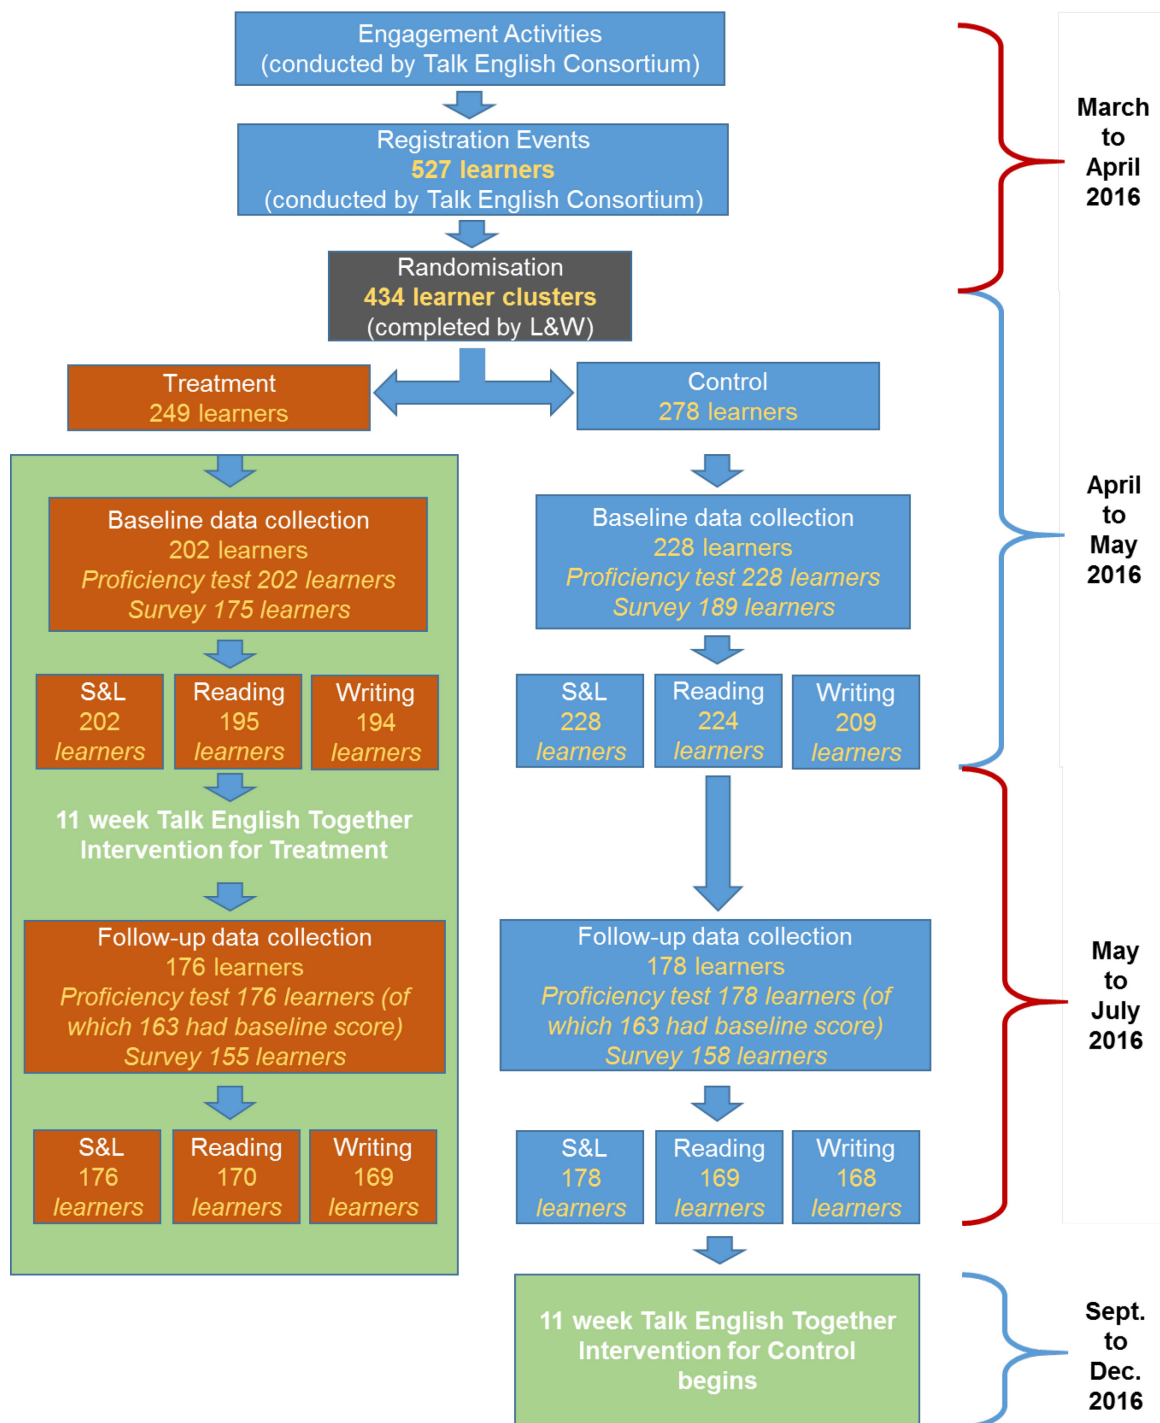 Engagement Activities
(conducted by Talk English Consortium)
Registration Events
527 learners
(conducted by Talk English Consortium)
March
to
April
2016
Randomisation
434 learner clusters
(completed by L&W)
Treatment
249 learners
Control
278 learners
Baseline data collection
202 learners
Proficiency test 202 learners
Survey 175 learners
Baseline data collection
228 learners
Proficiency test 228 learners
Survey 189 learners
April
to
May
2016
S&L
202
learners
Reading
195
learners
Writing
194
learners
S&L
228
learners
Reading
224
learners
Writing
209
learners
11 week Talk English Together
Intervention for Treatment
Follow-up data collection
176 learners
Proficiency test 176 learners (of
which 163 had baseline score)
Survey 155 learners
Follow-up data collection
178 learners
Proficiency test 178 learners (of
which 163 had baseline score)
Survey 158 learners
May
to
July
2016
S&L
176
learners
Reading
170
learners
Writing
169
learners
S&L
178
learners
Reading
169
learners
Writing
168
learners
11 week Talk English Together
Intervention for Control
begins
Sept.
to
Dec.
2016